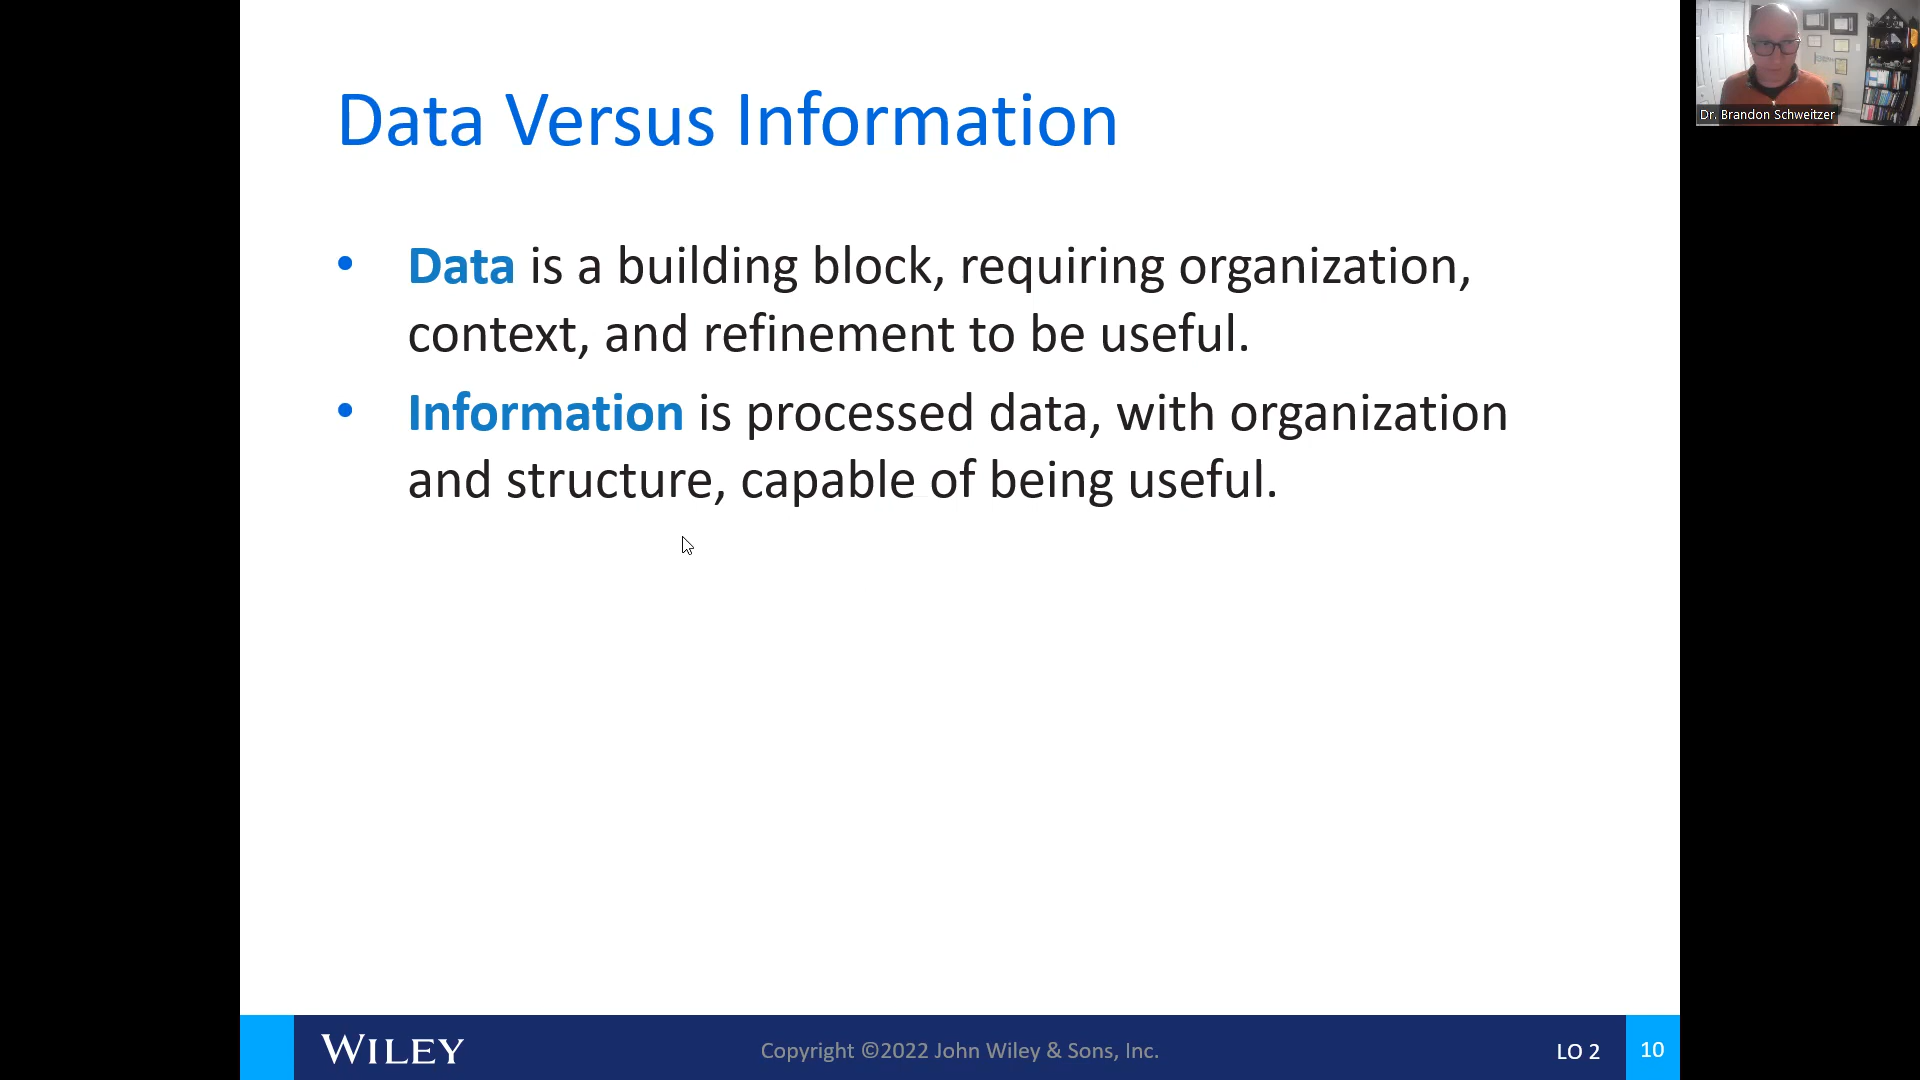 Data Versus Information
• Data is a building block, requiring organization,
context, and refinement to be useful.
• Information is processed data, with organization
and structure, capable of being useful.
Dr. Brandon Schweitzer
WILEY
Copyright ©2022 John Wiley & Sons, Inc.
LO 2
10